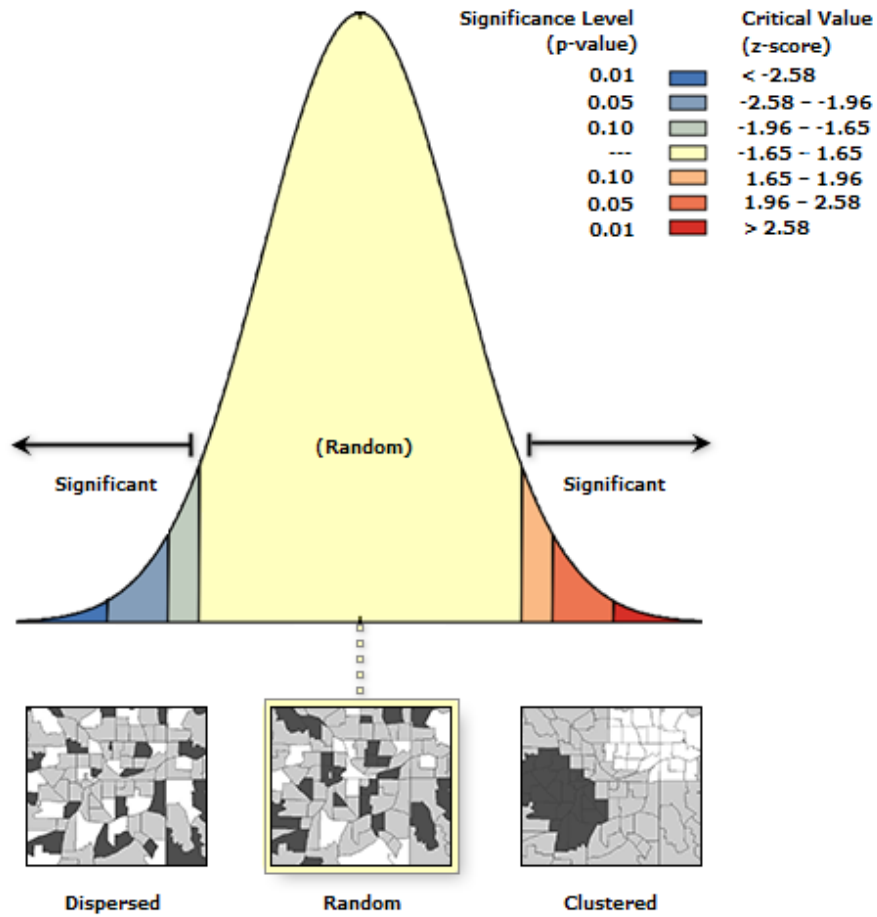 Significance Level (p-value)
Critical Value (z-score)
0.01 < -2.58
0.05 -2.58 – -1.96
0.10 -1.96 – -1.65
--- -1.65 - 1.65
0.10 1.65 – 1.96
0.05 1.96 – 2.58
0.01 > 2.58
(Random)
Significant
Significant
Dispersed
Random
Clustered